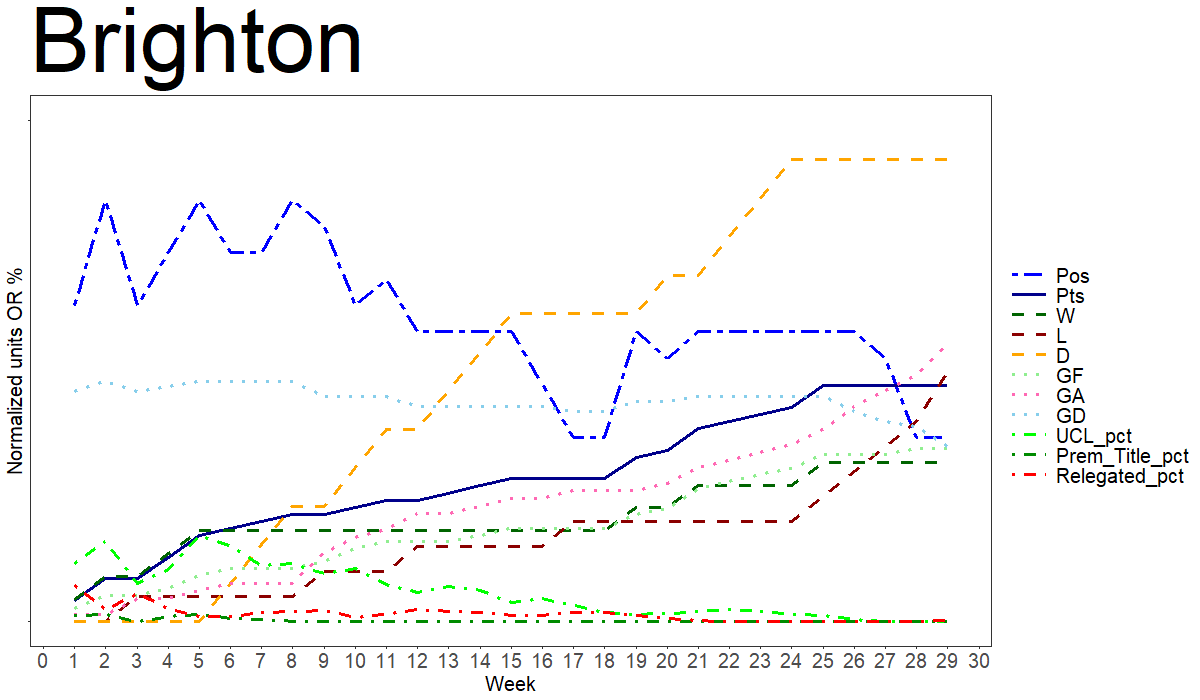 Brighton
Normalized units OR %
Pos
Pts
W
L
D
GF
GA
GD
UCL_pct
Prem_Title_pct
Relegated_pct
0 1 2 3 4 5 6 7 8 9 10 11 12 13 14 15 16 17 18 19 20 21 22 23 24 25 26 27 28 29 30
Week